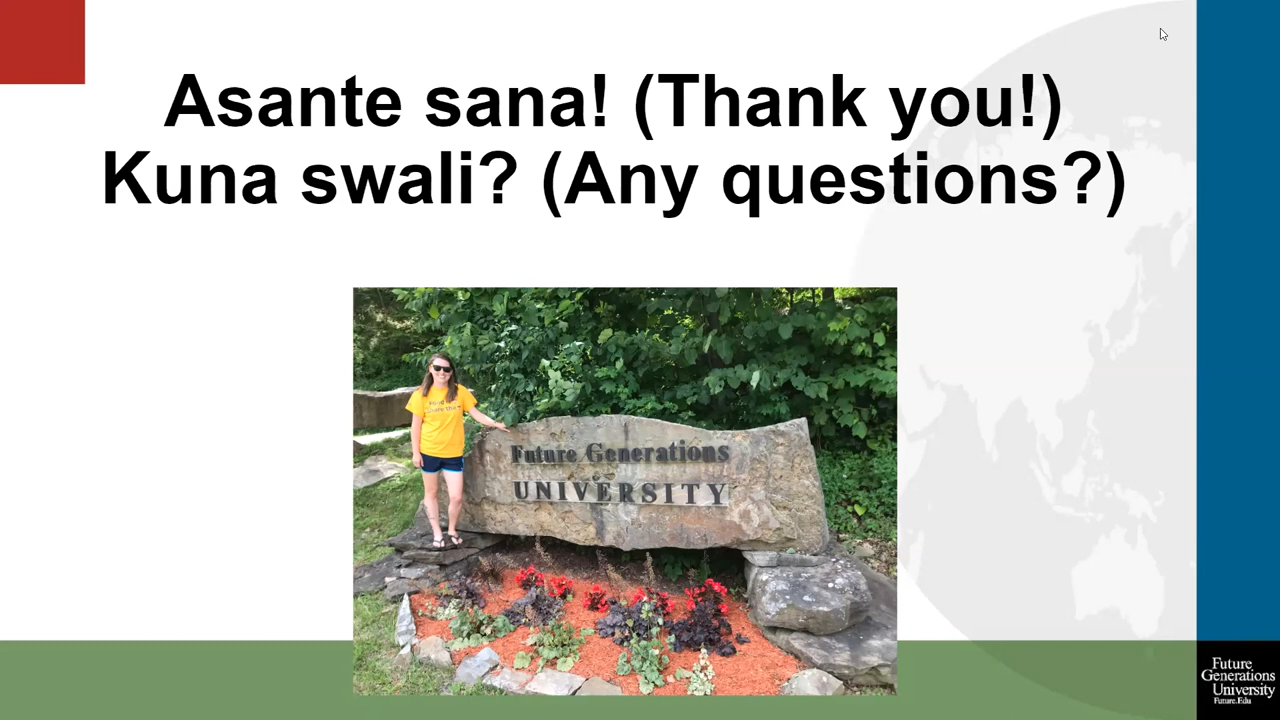 Asante sana! (Thank you!)
Kuna swali? (Any questions?)
Future Generations
UNIVERSITY
Future
Generations
University
Future.Edu